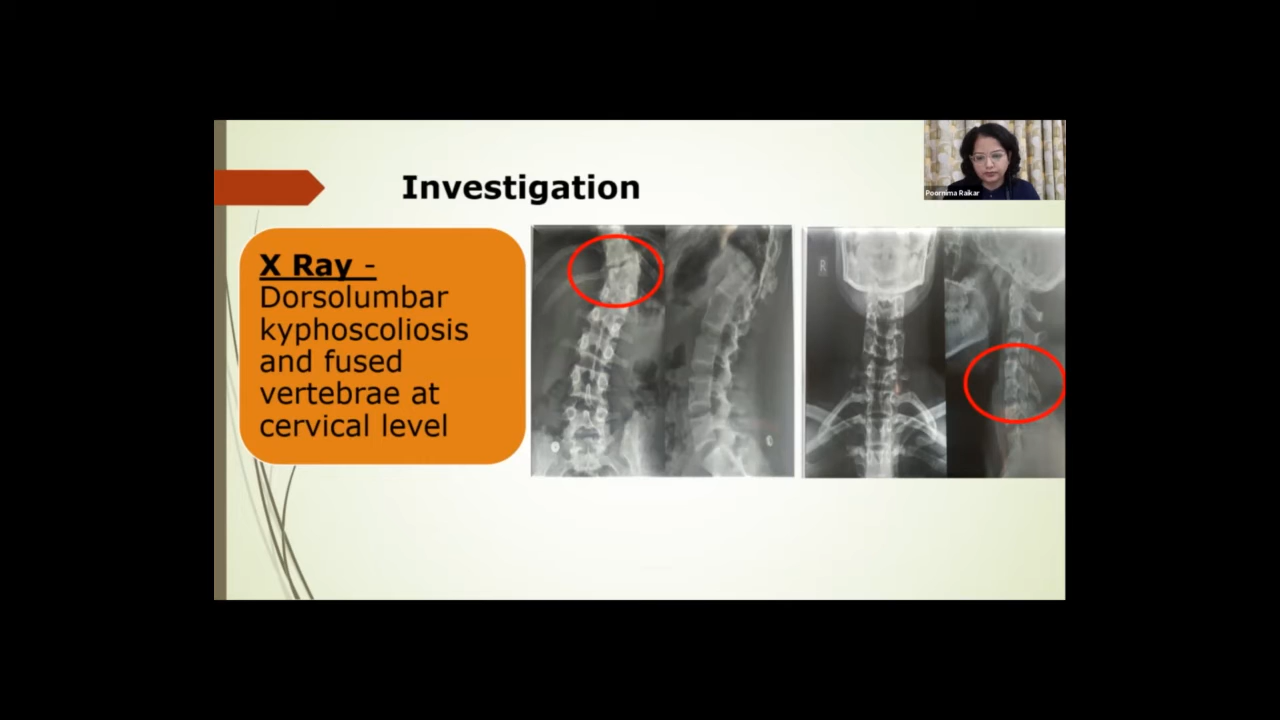 Investigation
Poornima Raikar
X Ray -
Dorsolumbar
kyphoscoliosis
and fused
vertebrae at
cervical level
R